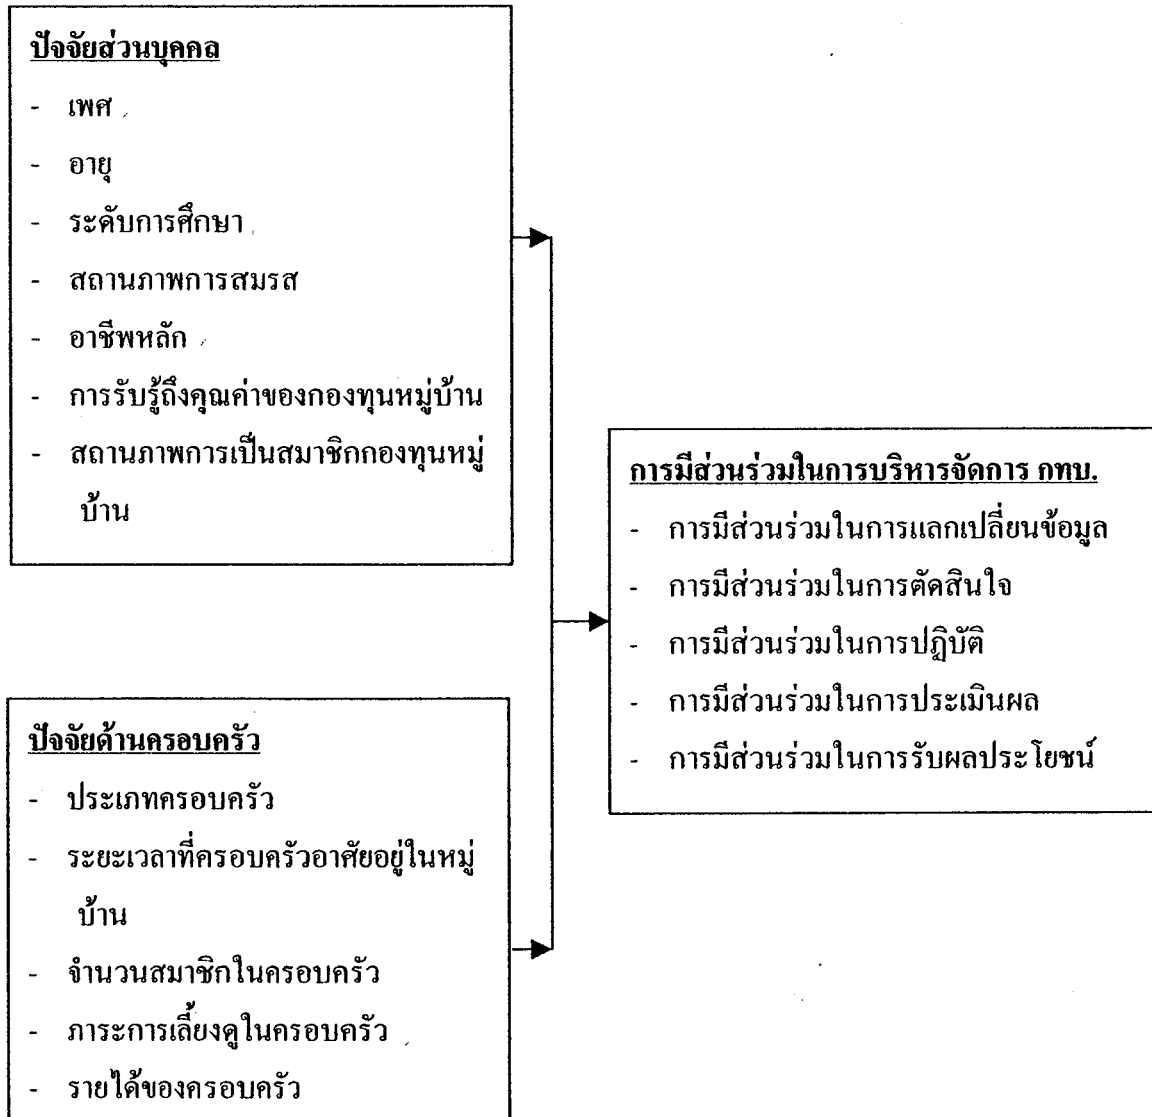 ปัจจัยส่วนบุคคล
- เพศ
- อายุ
- ระดับการศึกษา
- สถานภาพการสมรส
- อาชีพหลัก
- การรับรู้ถึงคุณค่าของกองทุนหมู่บ้าน
- สถานภาพการเป็นสมาชิกกองทุนหมู่
บ้าน
การมีส่วนร่วมในการบริหารจัดการ กทบ.
- การมีส่วนร่วมในการแลกเปลี่ยนข้อมูล
- การมีส่วนร่วมในการตัดสินใจ
- การมีส่วนร่วมในการปฏิบัติ
- การมีส่วนร่วมในการประเมินผล
- การมีส่วนร่วมในการรับผลประโยชน์
ปัจจัยด้านครอบครัว
- ประเภทครอบครัว
- ระยะเวลาที่ครอบครัวอาศัยอยู่ในหมู่
บ้าน
- จำนวนสมาชิกในครอบครัว
- ภาระการเลี้ยงดูในครอบครัว
- รายได้ของครอบครัว